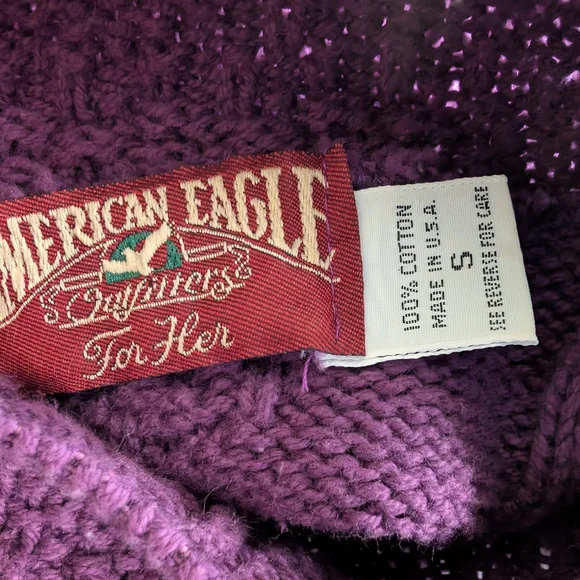 AMERICAN EAGLE
Outfitters
For Her
100% COTTON
MADE IN U.S.A.
S
SEE REVERSE FOR CARE